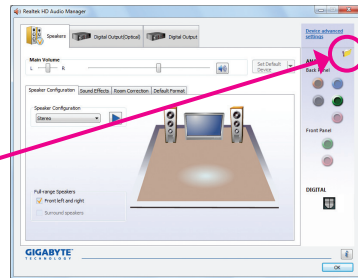 Realtek HD Audio Manager
Speakers
Digital Output(Optical)
Digital Output
Device advanced
settings
Main Volume
L
R
Set Default
Device
AN
Back Panel
Speaker Configuration
Sound Effects
Room Correction
Default Format
Speaker Configuration
Stereo
Front Panel
Full-range Speakers
Front left and right
Surround speakers
DIGITAL
GIGABYTE
TECHNOLOGY
OK